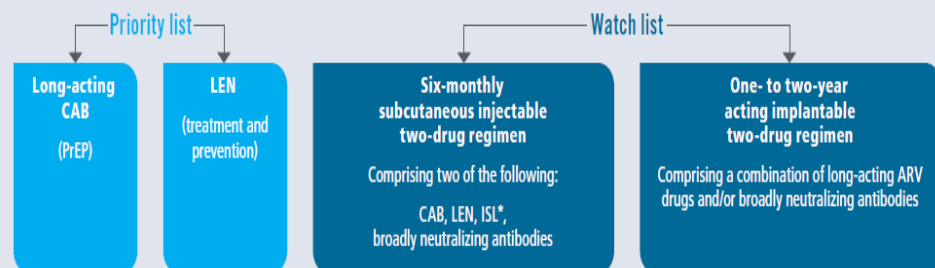 Priority list
Watch list
Long-acting
CAB
(PrEP)
LEN
(treatment and
prevention)
Six-monthly
subcutaneous injectable
two-drug regimen
Comprising two of the following:
CAB, LEN, ISL*,
broadly neutralizing antibodies
One- to two-year
acting implantable
two-drug regimen
Comprising a combination of long-acting ARV
drugs and/or broadly neutralizing antibodies